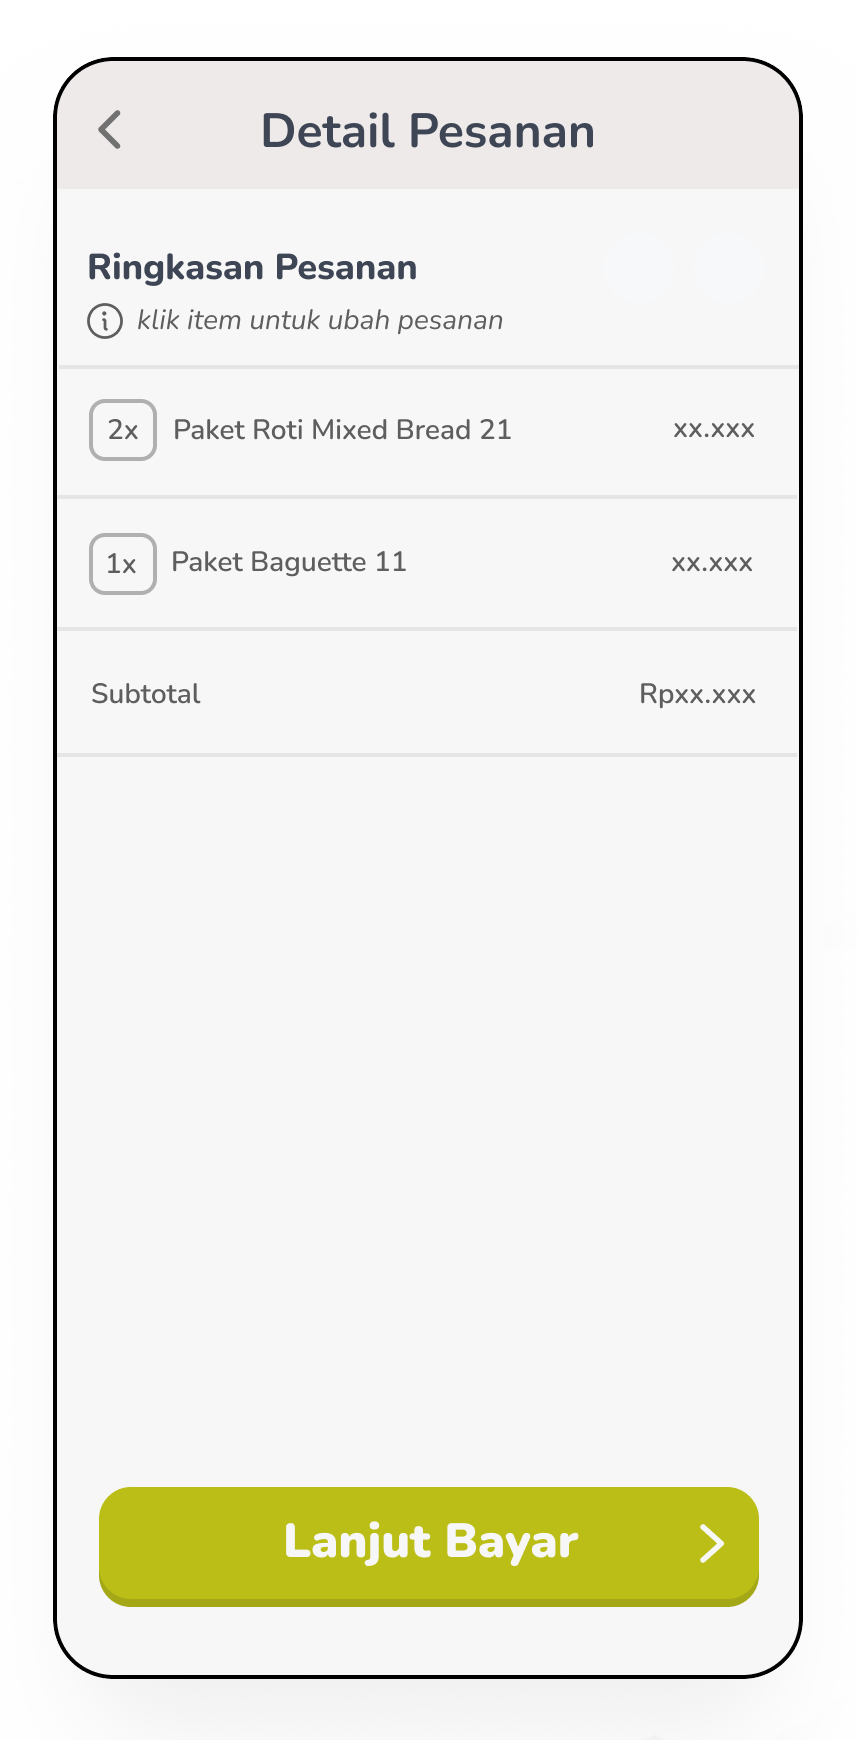 Detail Pesanan
Ringkasan Pesanan
klik item untuk ubah pesanan
2x Paket Roti Mixed Bread 21 xx.xxx
1x Paket Baguette 11 xx.xxx
Subtotal Rpxx.xxx
Lanjut Bayar